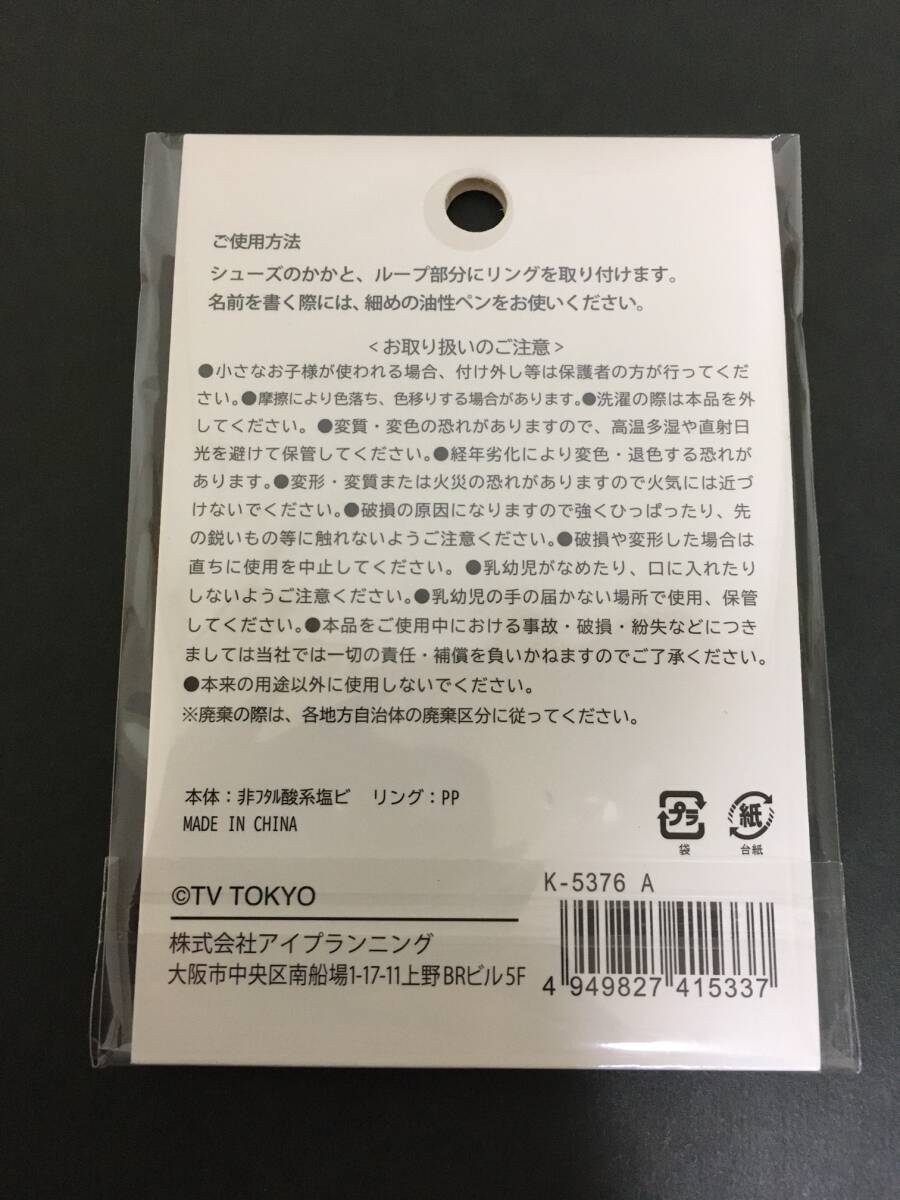 ご使用方法
シューズのかかと、ループ部分にリングを取り付けます。
名前を書く際には、細めの油性ペンをお使いください。
<お取り扱いのご注意>
●小さなお子様が使われる場合、付け外し等は保護者の方が行ってくだ
さい。●摩擦により色落ち、色移りする場合があります。●洗濯の際は本品を外
してください。●変質・変色の恐れがありますので、高温多湿や直射日
光を避けて保管してください。●経年劣化により変色・退色する恐れが
あります。●変形・変質または火災の恐れがありますので火気には近づ
けないでください。●破損の原因になりますので強くひっぱったり、先
の鋭いもの等に触れないようご注意ください。●破損や変形した場合は
直ちに使用を中止してください。●乳幼児がなめたり、口に入れたり
しないようご注意ください。●乳幼児の手の届かない場所で使用、保管
してください。●本品をご使用中における事故・破損・紛失などにつき
ましては当社では一切の責任・補償を負いかねますのでご了承ください。
●本来の用途以外に使用しないでください。
※廃棄の際は、各地方自治体の廃棄区分に従ってください。
本体：非ﾌﾀﾙ酸系塩ビ リング：PP
MADE IN CHINA
プラ
袋
紙
台紙
K-5376 A
©TV TOKYO
株式会社アイプランニング
大阪市中央区南船場1-17-11上野BRビル5F
4 949827 415337